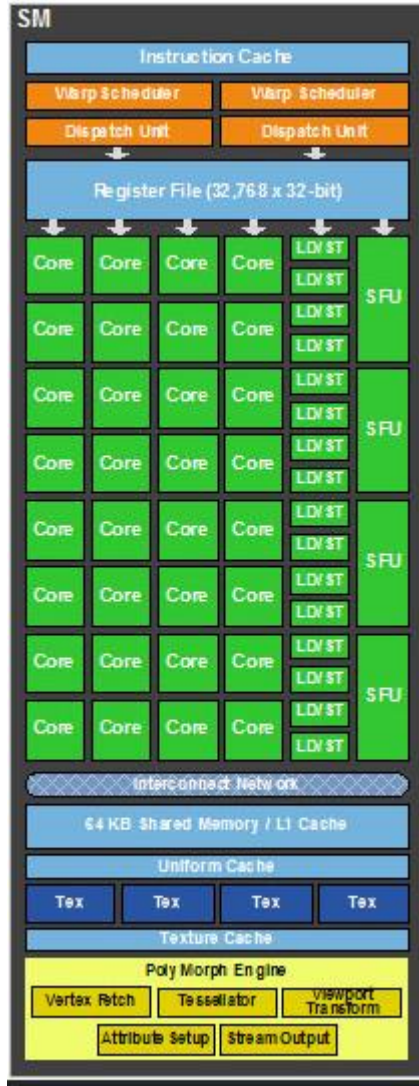 SM
Instruction Cache
Warp Scheduler Warp Scheduler
Dispatch Unit Dispatch Unit
Register File (32,768 x 32-bit)
Core Core Core Core LD/ST SFU
LD/ST
Core Core Core Core LD/ST
LD/ST
Core Core Core Core LD/ST SFU
LD/ST
Core Core Core Core LD/ST
LD/ST
Core Core Core Core LD/ST SFU
LD/ST
Core Core Core Core LD/ST
LD/ST
Core Core Core Core LD/ST SFU
LD/ST
Core Core Core Core LD/ST
LD/ST
Interconnect Network
64 KB Shared Memory / L1 Cache
Uniform Cache
Tex Tex Tex Tex
Texture Cache
PolyMorph Engine
Vertex Fetch Tessellator Viewport
Transform
Attribute Setup Stream Output